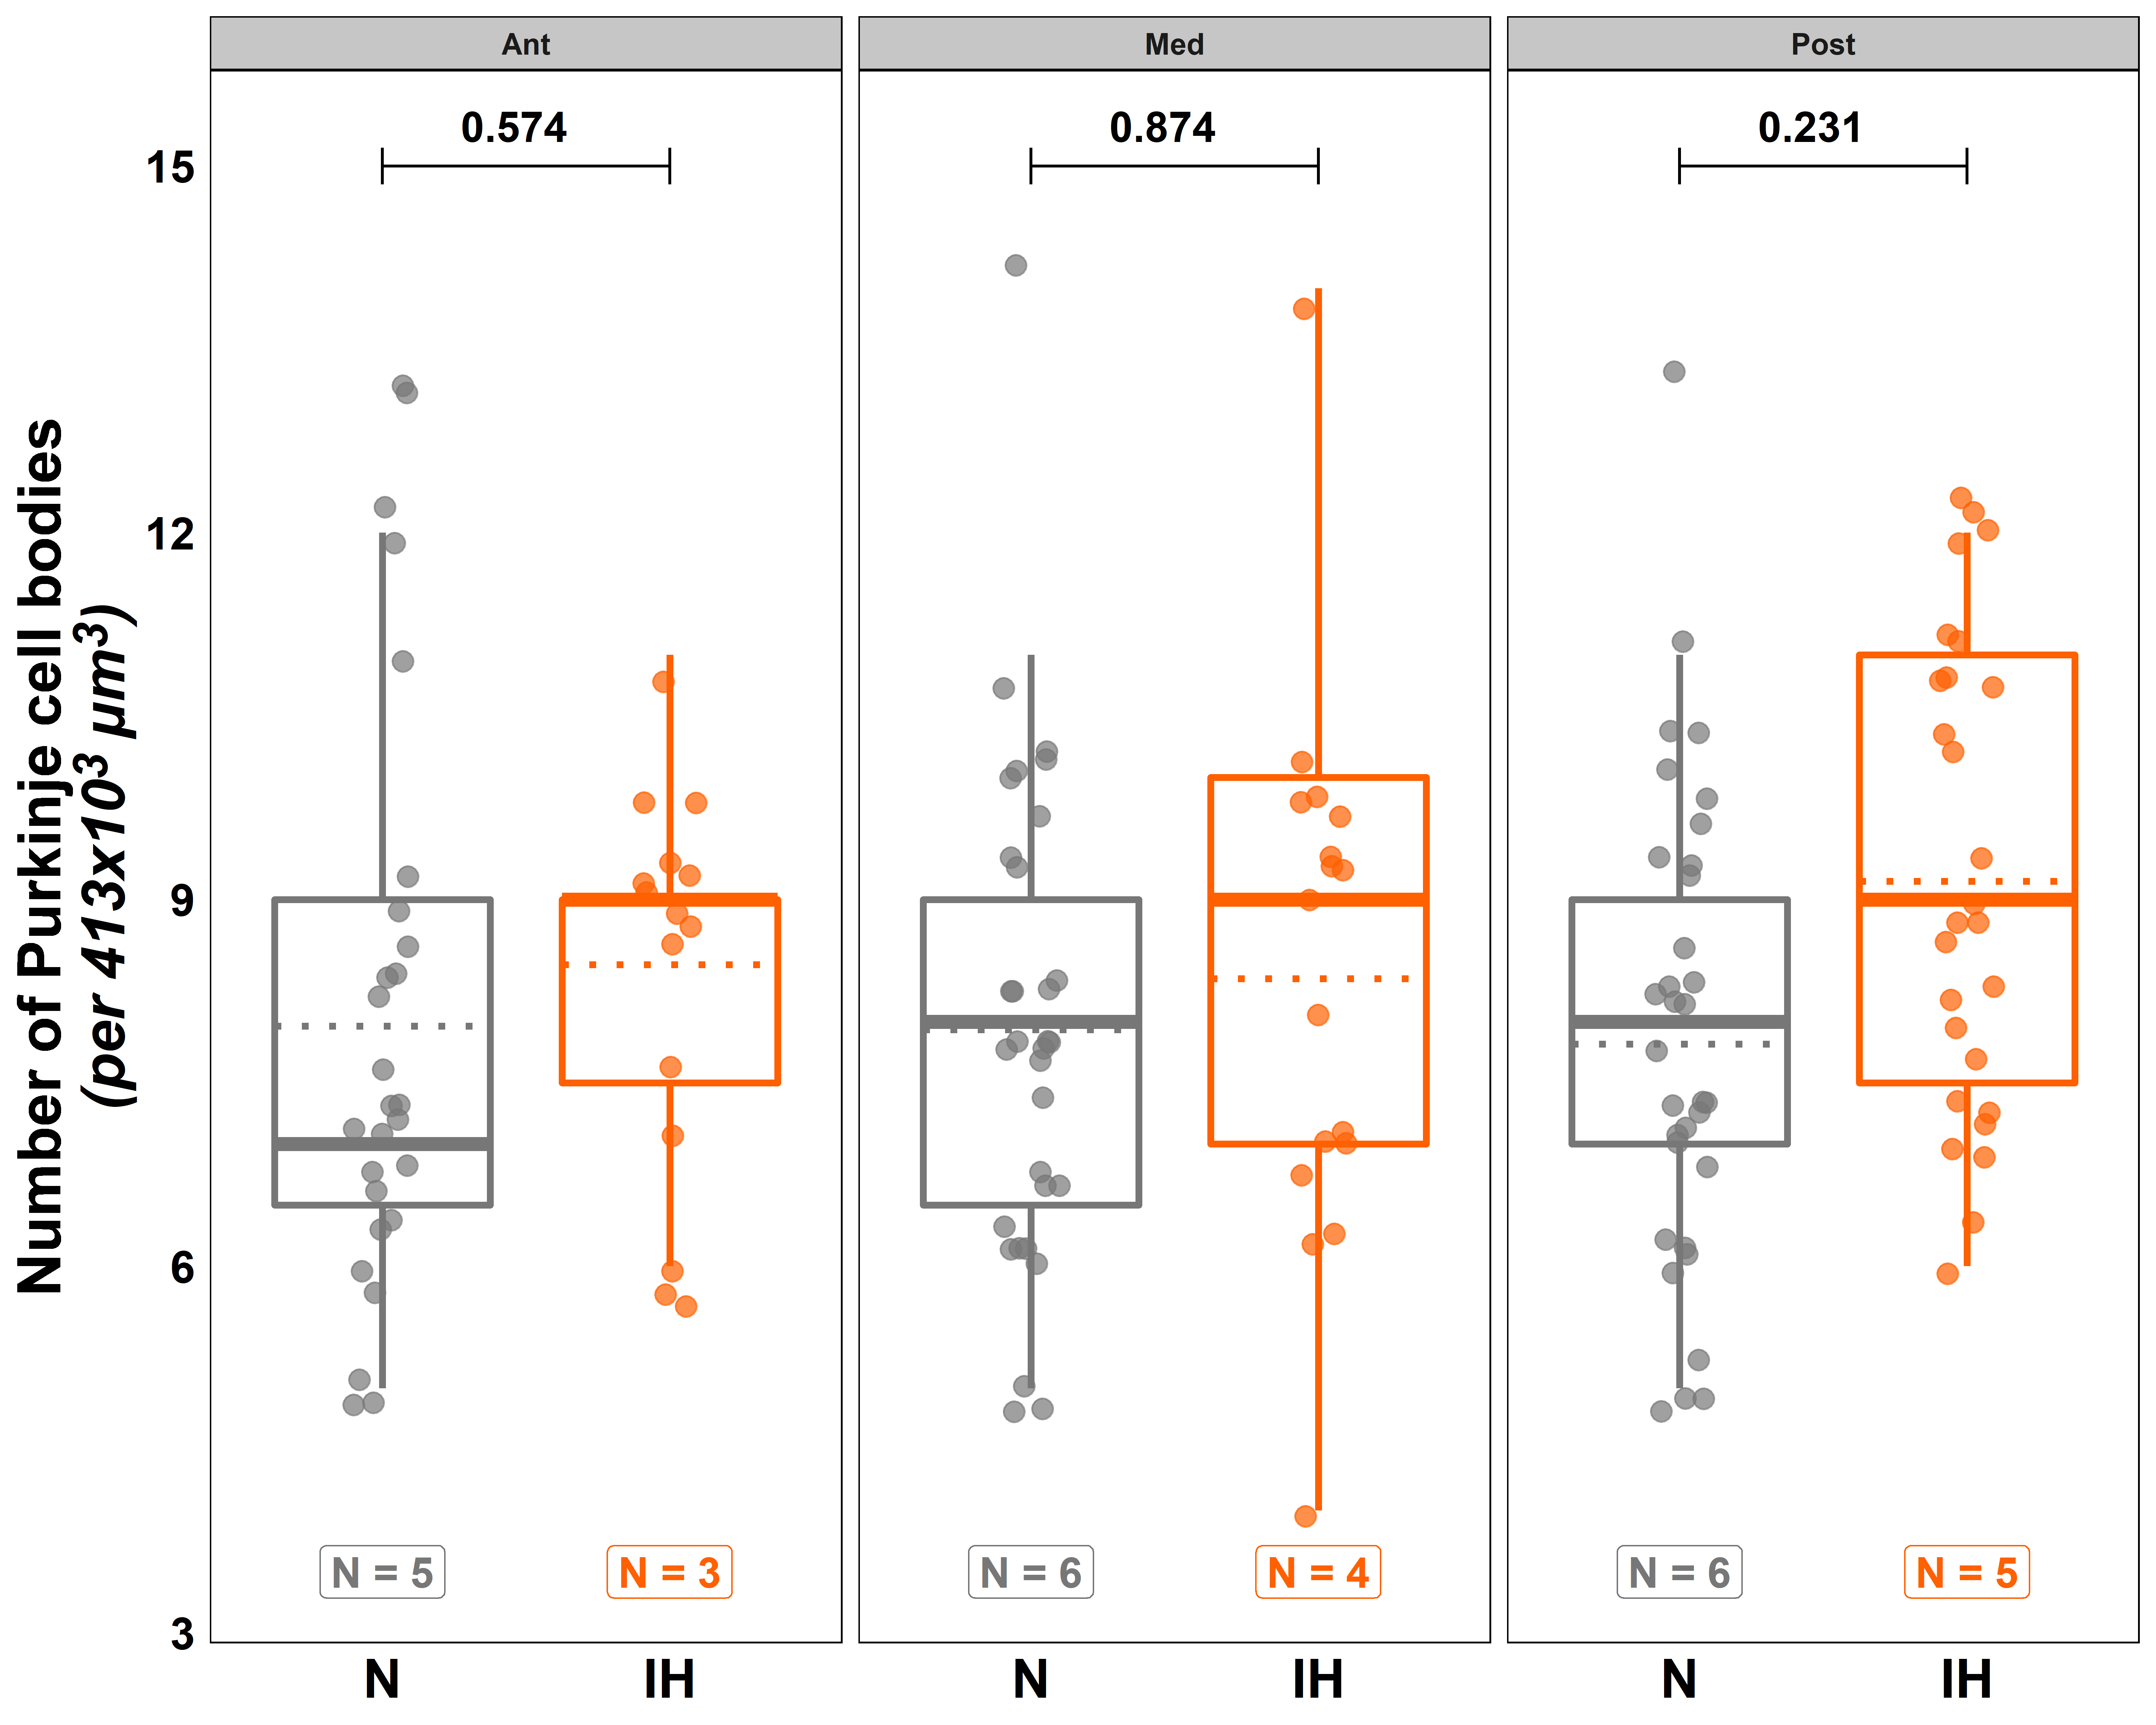 Ant
Med
Post
0.574
0.874
0.231
15
12
9
6
3
Number of Purkinje cell bodies
(per 413x10³ µm³)
N = 5
N = 3
N = 6
N = 4
N = 6
N = 5
N
IH
N
IH
N
IH